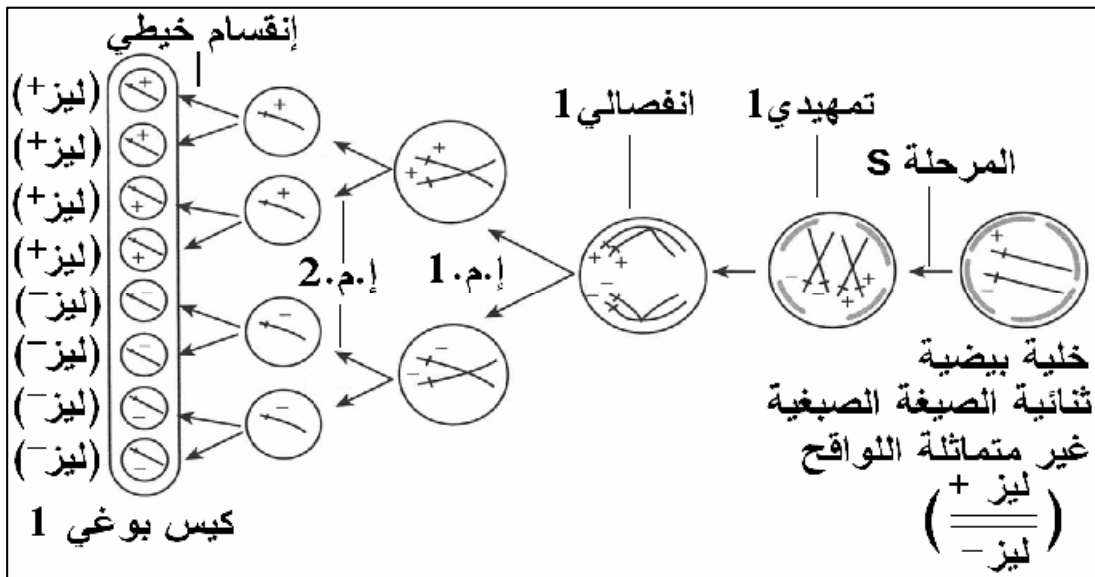 إنقسام خيطي
انفصالي1
تمهيدي1
المرحلة S
إ.م.1
إ.م.2
خلية بيضية
ثنائية الصيغة الصبغية
غير متماثلة اللواقح
(ليز +
ليز –)
(ليز+)
(ليز+)
(ليز+)
(ليز+)
(ليز–)
(ليز–)
(ليز–)
(ليز–)
كيس بوغي 1
+
–
+
–
+
+
+
+
–
–
+
+
–
–
+
+
–
–
+
+
+
+
–
–
–
–